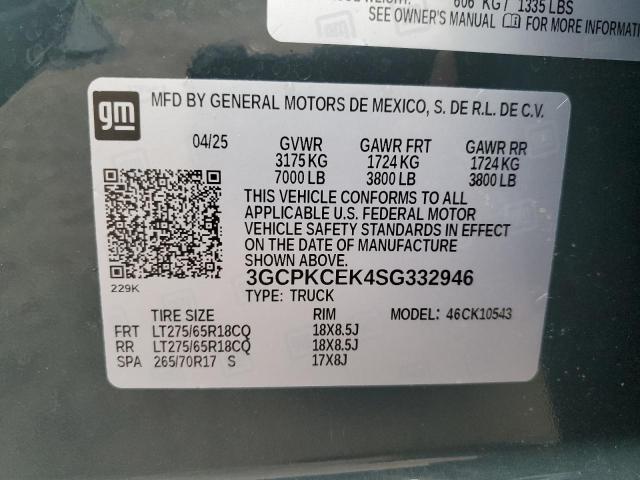 606 KG / 1335 LBS
SEE OWNER'S MANUAL FOR MORE
gm
MFD BY GENERAL MOTORS DE MEXICO, S. DE R.L. DE C.V.
04/25 GVWR GAWR FRT GAWR RR
3175 KG 1724 KG 1724 KG
7000 LB 3800 LB 3800 LB
THIS VEHICLE CONFORMS TO ALL
APPLICABLE U.S. FEDERAL MOTOR
VEHICLE SAFETY STANDARDS IN EFFECT
ON THE DATE OF MANUFACTURE
SHOWN ABOVE.
3GCPKCEK4SG332946
229K TYPE: TRUCK
TIRE SIZE RIM MODEL: 46CK10543
FRT LT275/65R18CQ 18X8.5J
RR LT275/65R18CQ 18X8.5J
SPA 265/70R17 S 17X8J